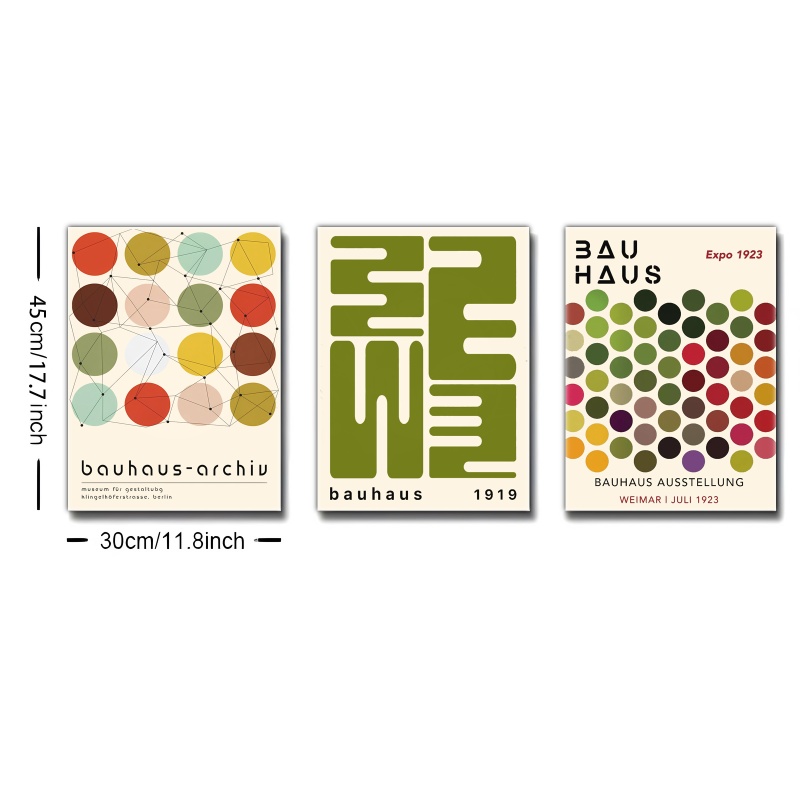 45cm/17.7inch
30cm/11.8inch
bauhaus-archiv
museum für gestaltubg
klingelhöferstrasse, berlin
bauhaus 1919
BAU
HAUS
Expo 1923
BAUHAUS AUSSTELLUNG
WEIMAR | JULI 1923